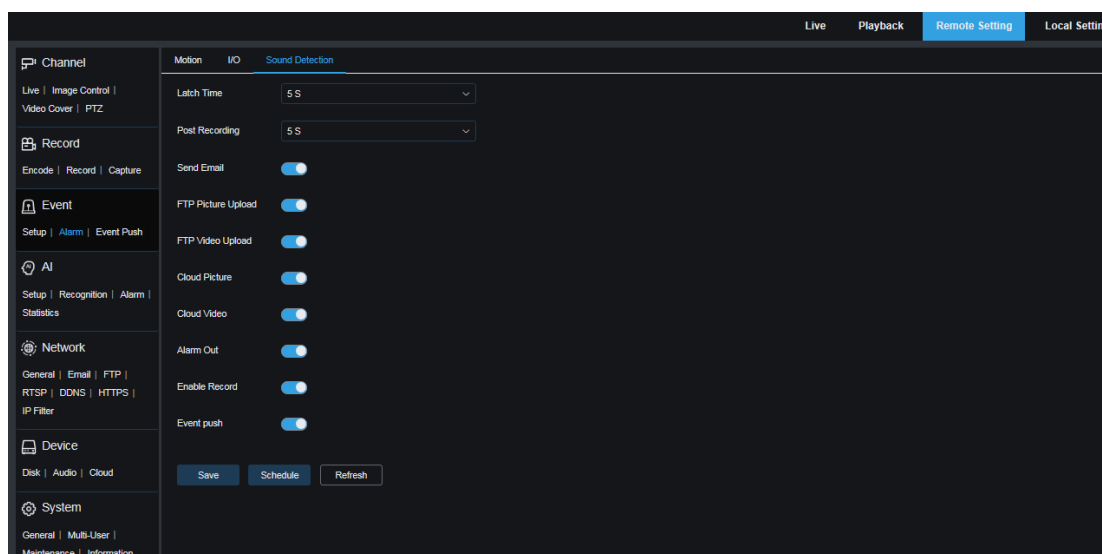 Live Playback Remote Setting Local Settin
Channel
Live | Image Control |
Video Cover | PTZ
Record
Encode | Record | Capture
Event
Setup | Alarm | Event Push
AI
Setup | Recognition | Alarm |
Statistics
Network
General | Email | FTP |
RTSP | DDNS | HTTPS |
IP Filter
Device
Disk | Audio | Cloud
System
General | Multi-User |
Maintenance | Information
Motion I/O Sound Detection
Latch Time 5 S
Post Recording 5 S
Send Email
FTP Picture Upload
FTP Video Upload
Cloud Picture
Cloud Video
Alarm Out
Enable Record
Event push
Save Schedule Refresh